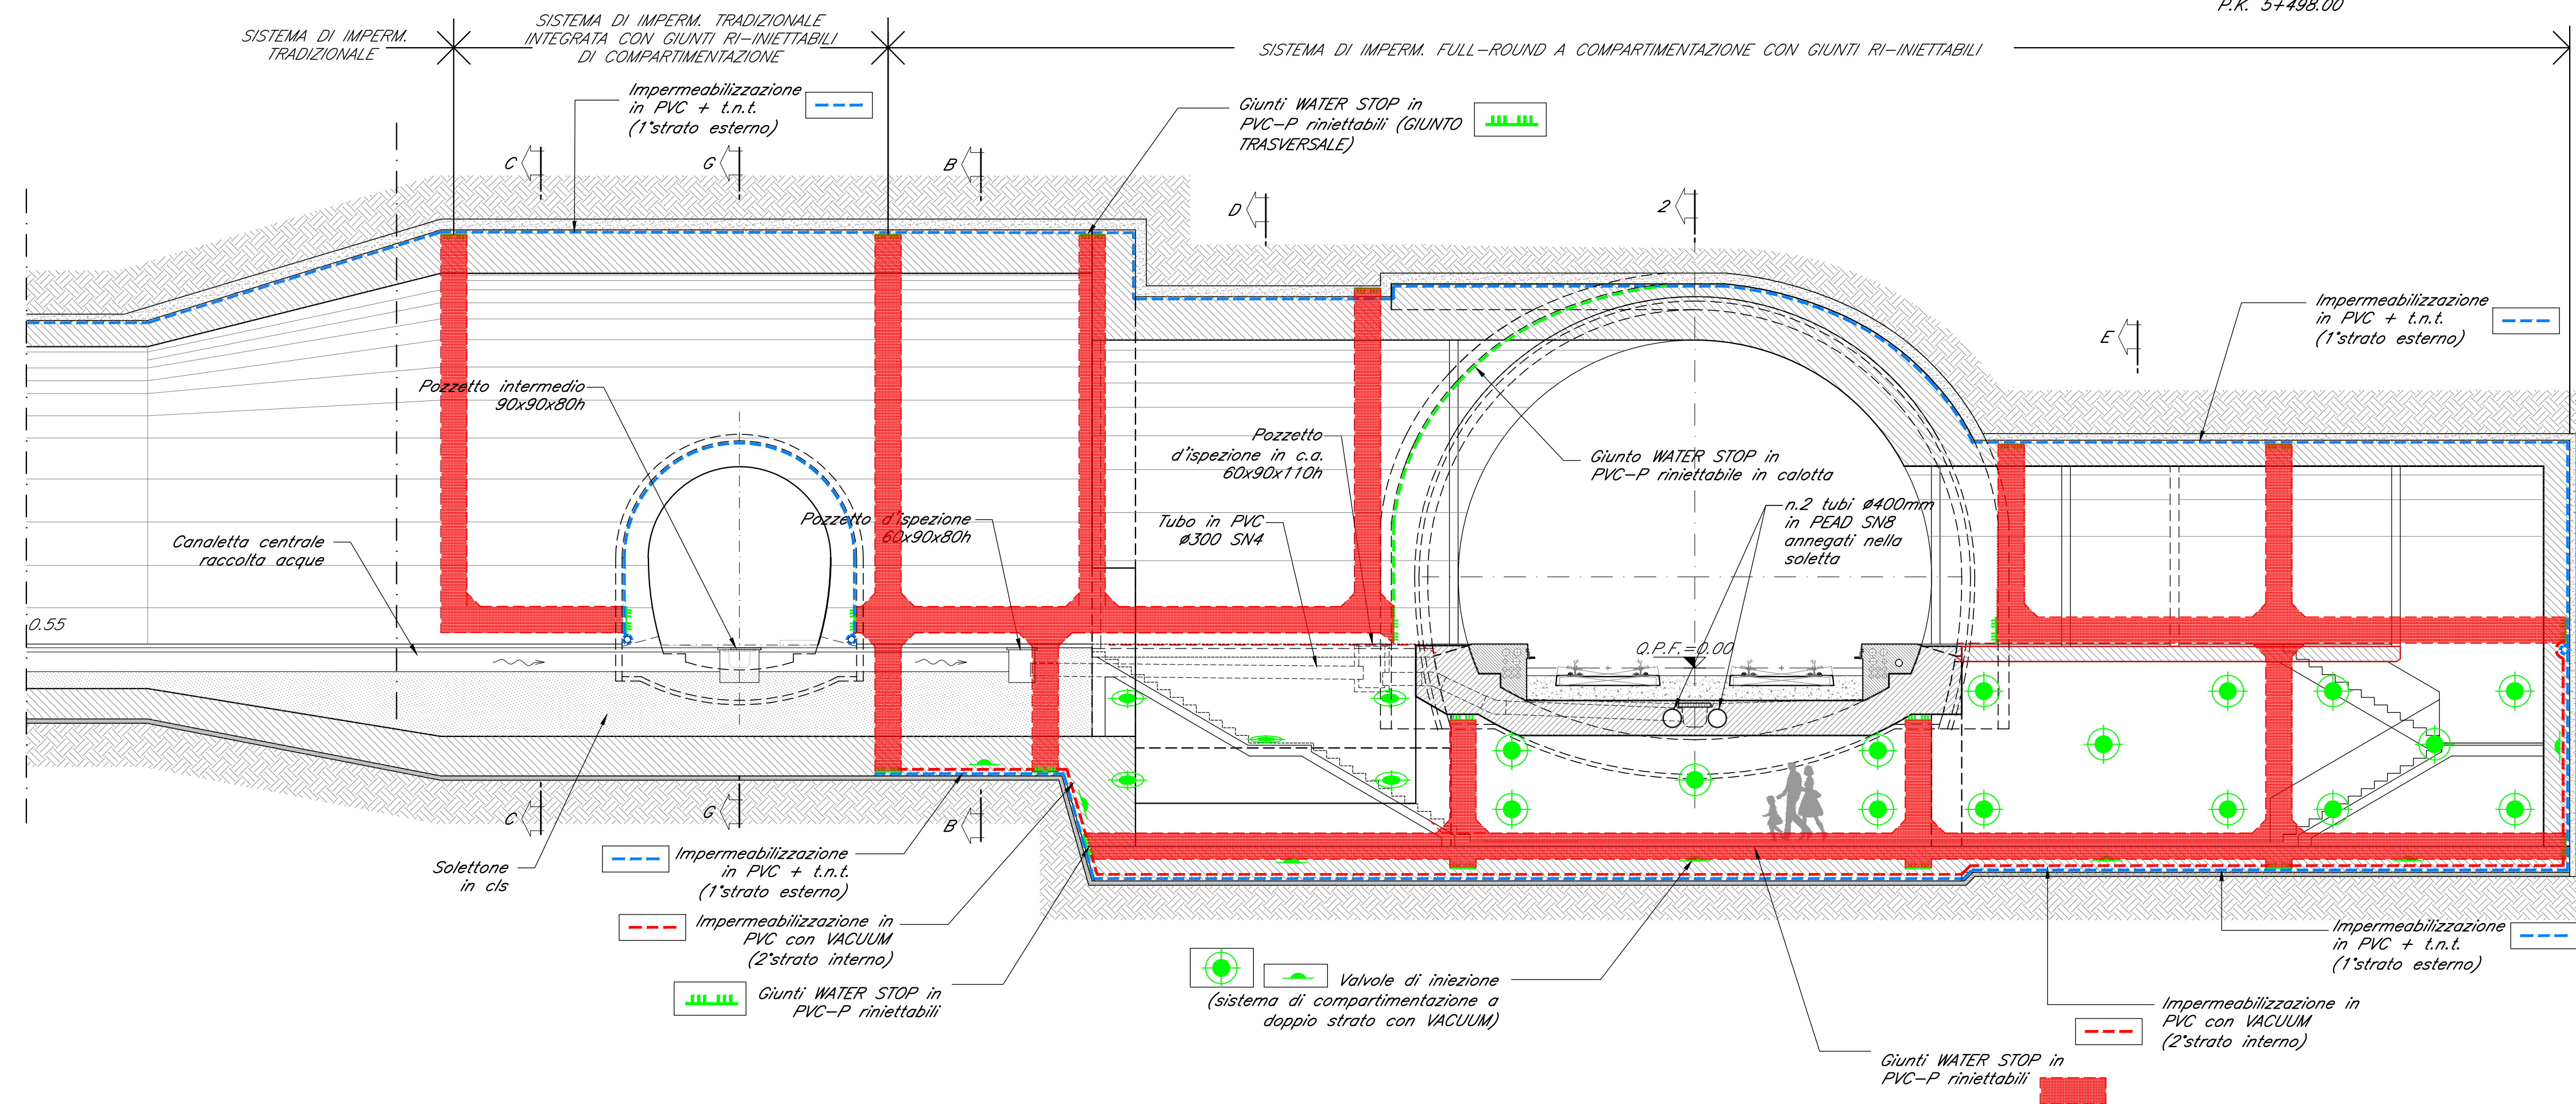 P.K. 5+498.00
SISTEMA DI IMPERM.
TRADIZIONALE
SISTEMA DI IMPERM. TRADIZIONALE
INTEGRATA CON GIUNTI RI-INIETTABILI
DI COMPARTIMENTAZIONE
SISTEMA DI IMPERM. FULL-ROUND A COMPARTIMENTAZIONE CON GIUNTI RI-INIETTABILI
Impermeabilizzazione
in PVC + t.n.t.
(1°strato esterno)
Giunti WATER STOP in
PVC-P riniettabili (GIUNTO
TRASVERSALE)
C
G
B
D
2
E
Impermeabilizzazione
in PVC + t.n.t.
(1°strato esterno)
Pozzetto intermedio
90x90x80h
Pozzetto
d'ispezione in c.a.
60x90x110h
Giunto WATER STOP in
PVC-P riniettabile in calotta
Pozzetto d'ispezione
60x90x80h
Tubo in PVC
ø300 SN4
n.2 tubi ø400mm
in PEAD SN8
annegati nella
soletta
Canaletta centrale
raccolta acque
0.55
Q.P.F.=0.00
C
G
B
Solettone
in cls
Impermeabilizzazione
in PVC + t.n.t.
(1°strato esterno)
Impermeabilizzazione in
PVC con VACUUM
(2°strato interno)
Giunti WATER STOP in
PVC-P riniettabili
Valvole di iniezione
(sistema di compartimentazione a
doppio strato con VACUUM)
Impermeabilizzazione
in PVC + t.n.t.
(1°strato esterno)
Impermeabilizzazione in
PVC con VACUUM
(2°strato interno)
Giunti WATER STOP in
PVC-P riniettabili